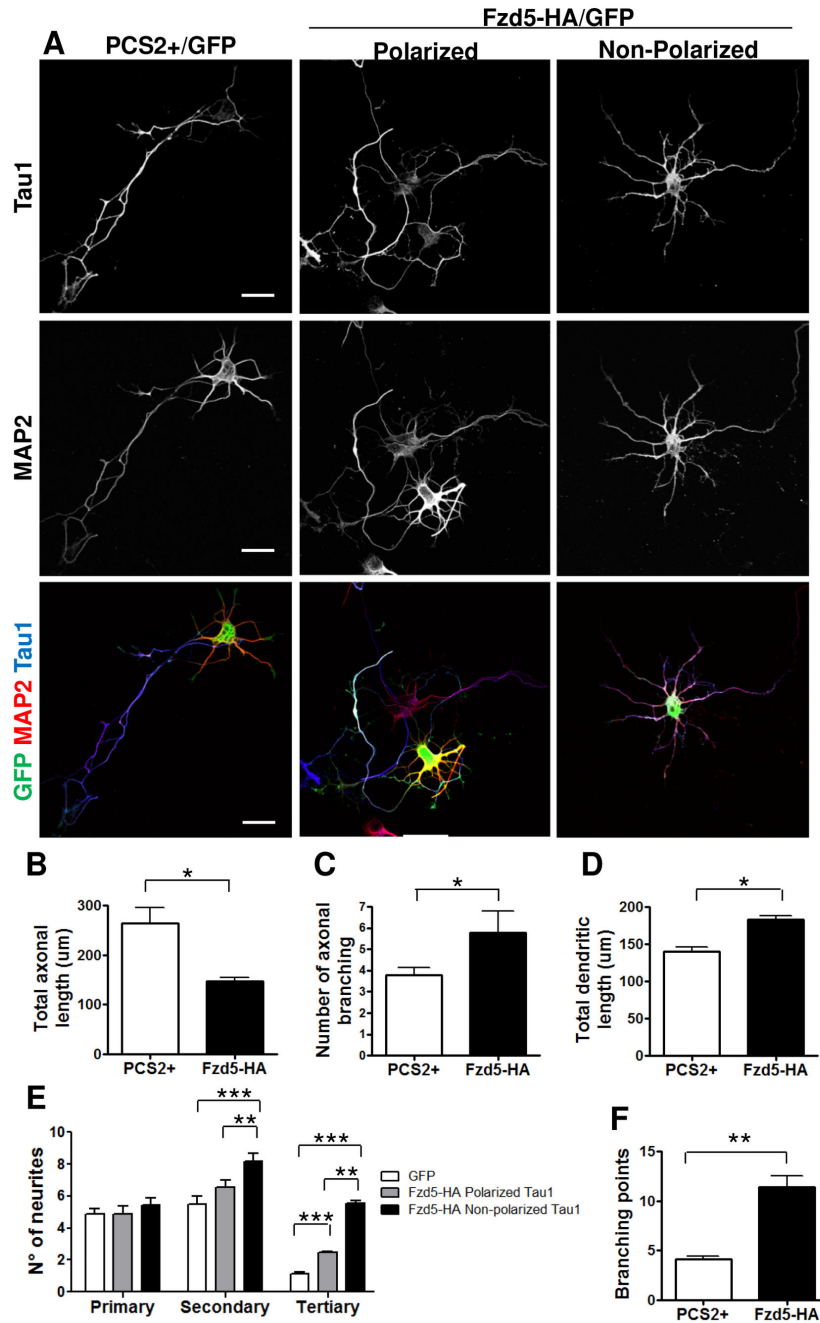 Fzd5-HA/GFP
A
PCS2+/GFP
Polarized
Non-Polarized
Tau1
MAP2
GFP MAP2 Tau1
B
*
300
200
100
0
Total axonal
length (um)
PCS2+
Fzd5-HA
C
*
7
6
5
4
3
2
1
0
Number of axonal
branching
PCS2+
Fzd5-HA
D
*
200
150
100
50
0
Total dendritic
length (um)
PCS2+
Fzd5-HA
E
***
**
***
**
***
10
8
6
4
2
0
N° of neurites
Primary
Secondary
Tertiary
GFP
Fzd5-HA Polarized Tau1
Fzd5-HA Non-polarized Tau1
F
**
15
10
5
0
Branching points
PCS2+
Fzd5-HA